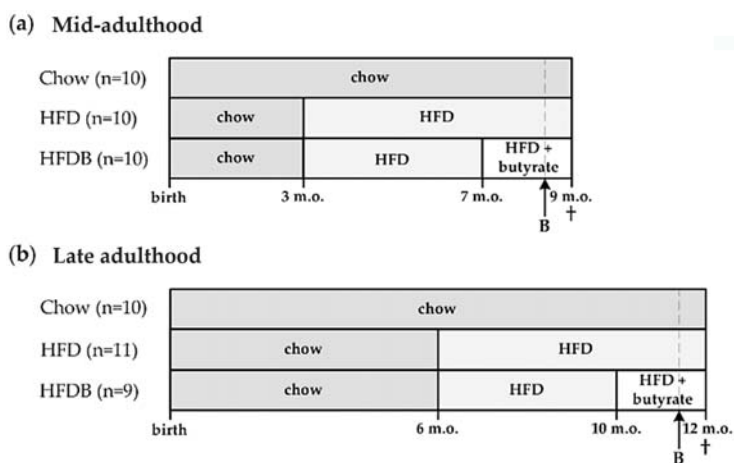 (a) Mid-adulthood
Chow (n=10)
chow
HFD (n=10)
chow
HFD
HFDB (n=10)
chow
HFD
HFD +
butyrate
birth
3 m.o.
7 m.o.
9 m.o.
B
†
(b) Late adulthood
Chow (n=10)
chow
HFD (n=11)
chow
HFD
HFDB (n=9)
chow
HFD
HFD +
butyrate
birth
6 m.o.
10 m.o.
12 m.o.
B
†